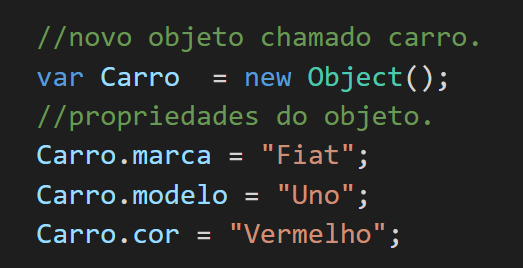 //novo objeto chamado carro.
var Carro  = new Object();
//propriedades do objeto.
Carro.marca = "Fiat";
Carro.modelo = "Uno";
Carro.cor = "Vermelho";